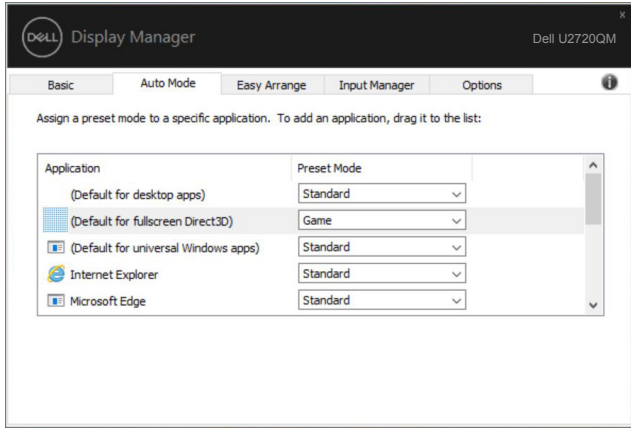 x
DELL Display Manager
Dell U2720QM
Basic Auto Mode Easy Arrange Input Manager Options
Assign a preset mode to a specific application. To add an application, drag it to the list:
Application Preset Mode
(Default for desktop apps) Standard
(Default for fullscreen Direct3D) Game
(Default for universal Windows apps) Standard
Internet Explorer Standard
Microsoft Edge Standard